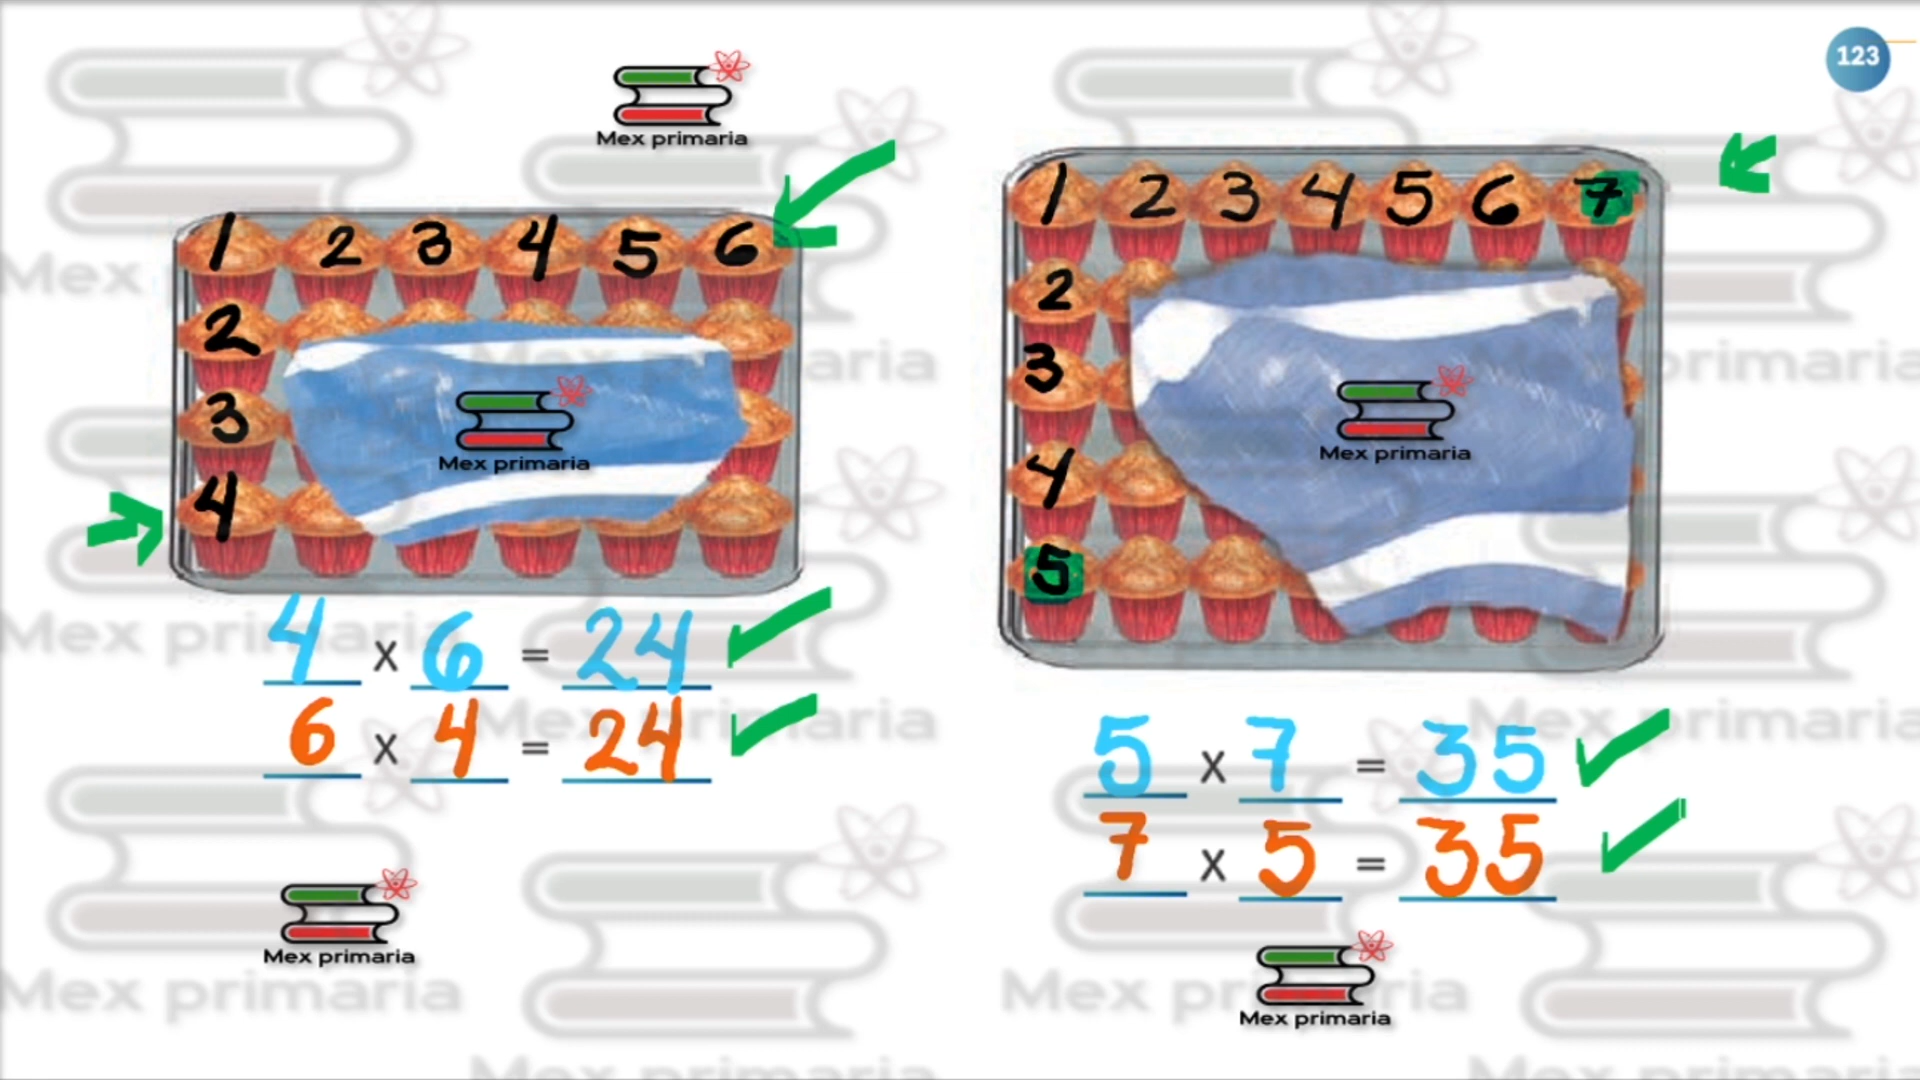 123
Mex primaria
1 2 3 4 5 6
2
3
4
Mex primaria
4 x 6 = 24
6 x 4 = 24
Mex primaria
1 2 3 4 5 6 7
2
3
4
5
Mex primaria
5 x 7 = 35
7 x 5 = 35
Mex primaria